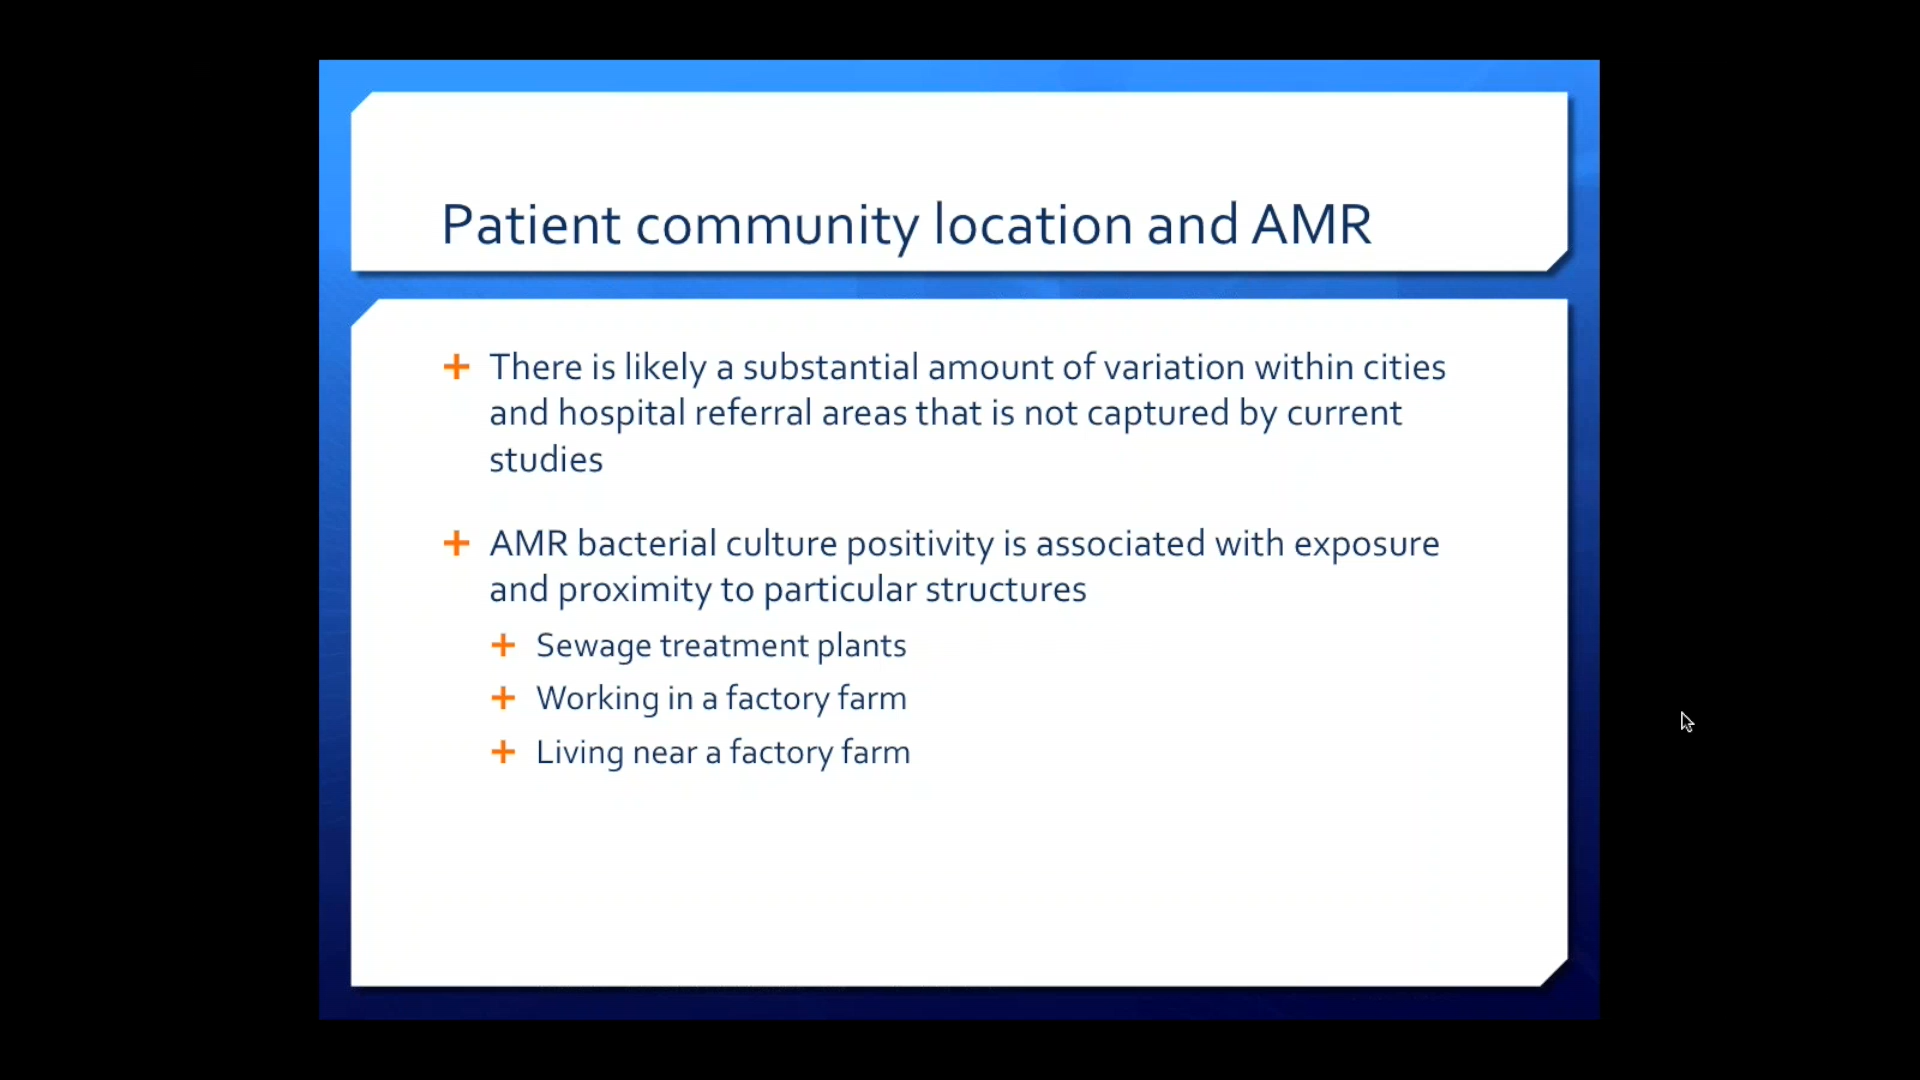 Patient community location and AMR
There is likely a substantial amount of variation within cities
and hospital referral areas that is not captured by current
studies
AMR bacterial culture positivity is associated with exposure
and proximity to particular structures
Sewage treatment plants
Working in a factory farm
Living near a factory farm